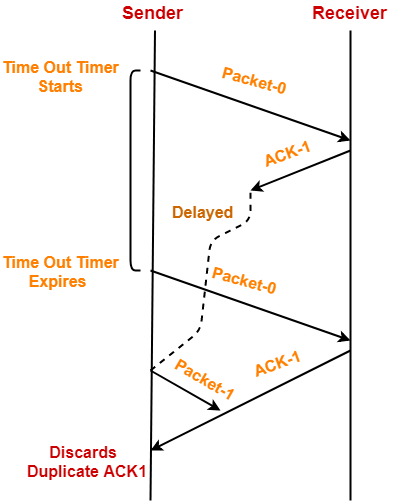 Sender
Receiver
Time Out Timer
Starts
Packet-0
ACK-1
Delayed
Time Out Timer
Expires
Packet-0
Packet-1
ACK-1
Discards
Duplicate ACK1